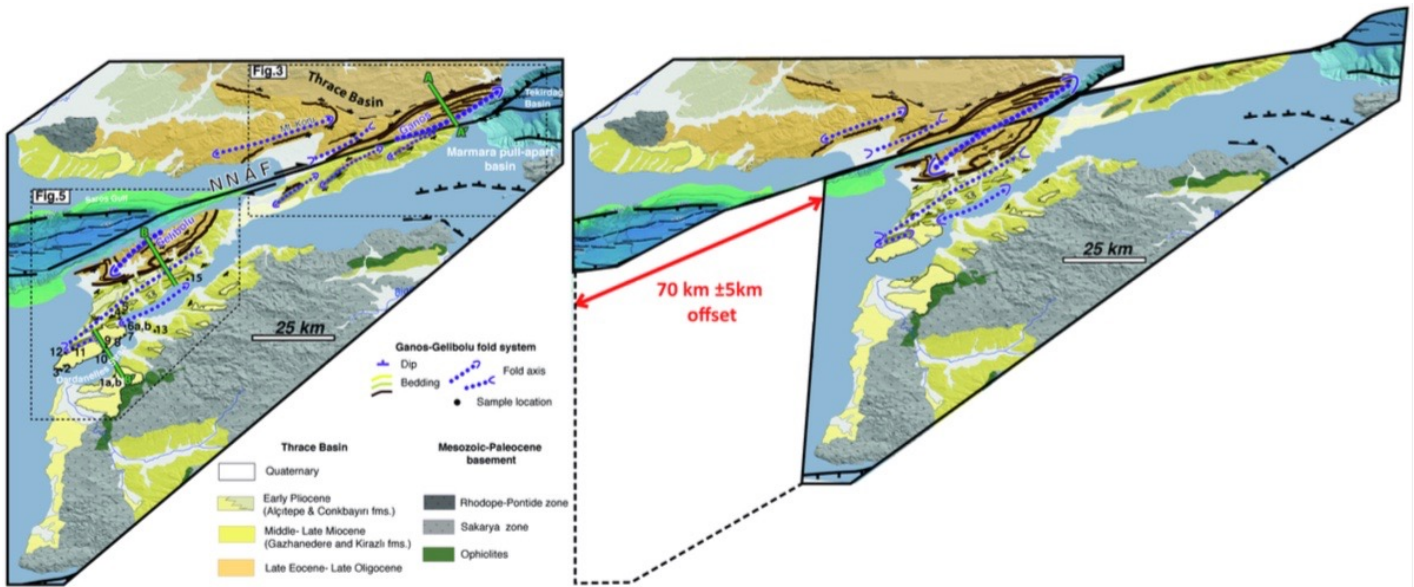 Fig.3
Thrace Basin
A
Tekirdag
Basin
Ganos
A'
Marmara pull-apart
basin
N N A F
Fig.5
Saros Gulf
Gelibolu
15
6a,b
13
7
9
8
12
11
10
3
2
Dardanelles
1a,b
25 km
Ganos-Gelibolu fold system
Dip
Bedding
Fold axis
Sample location
Thrace Basin
Quaternary
Early Pliocene
(Alçıtepe & Conkbayırı fms.)
Middle- Late Miocene
(Gazhanedere and Kirazlı fms.)
Late Eocene- Late Oligocene
Mesozoic-Paleocene
basement
Rhodope-Pontide zone
Sakarya zone
Ophiolites
70 km ±5km
offset
25 km